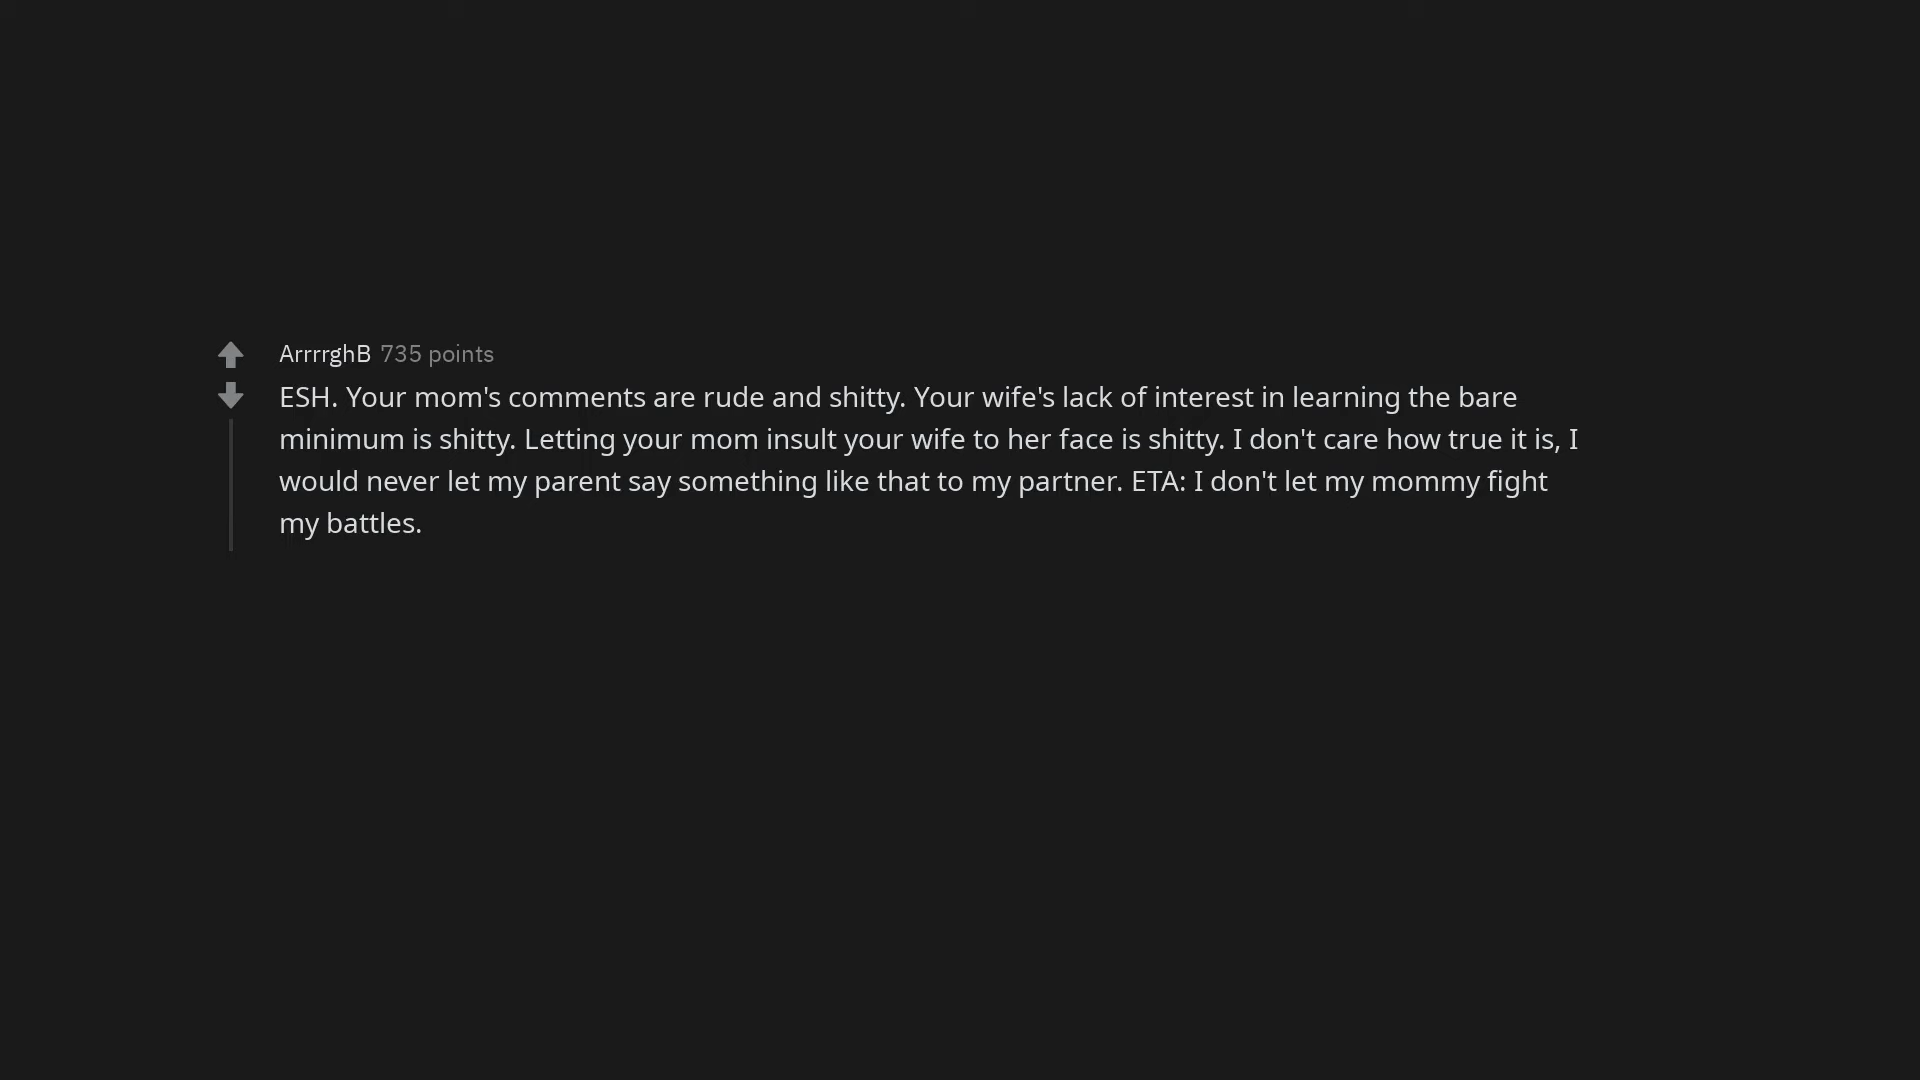 ArrrrghB 735 points
ESH. Your mom's comments are rude and shitty. Your wife's lack of interest in learning the bare
minimum is shitty. Letting your mom insult your wife to her face is shitty. I don't care how true it is, I
would never let my parent say something like that to my partner. ETA: I don't let my mommy fight
my battles.